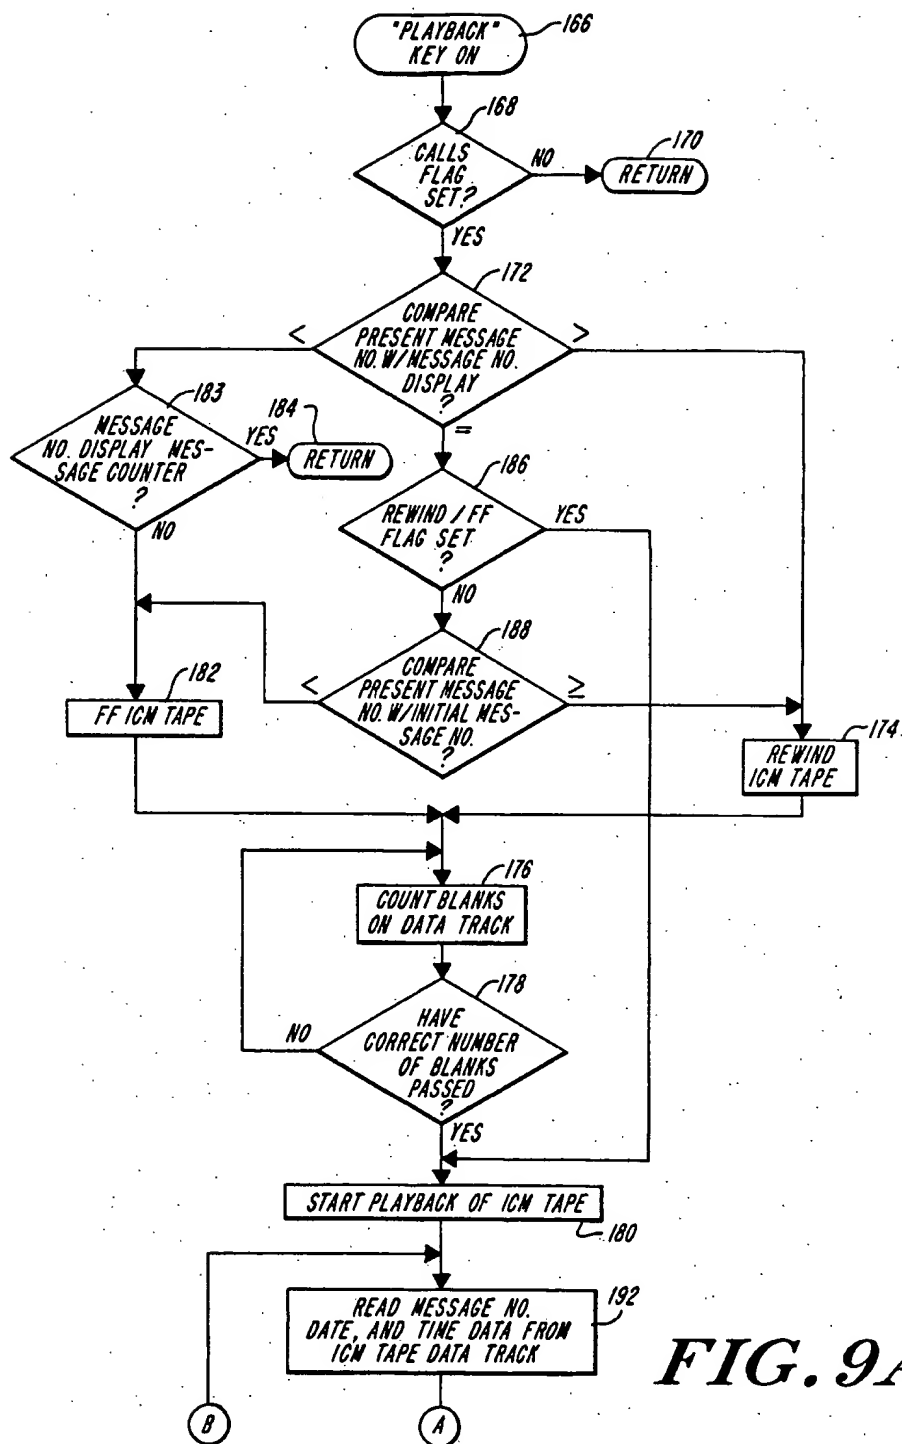 "PLAYBACK"
KEY ON
166
168
CALLS
FLAG
SET?
NO
170
RETURN
YES
172
COMPARE
PRESENT MESSAGE
NO. W/MESSAGE NO.
DISPLAY
?
<
>
=
183
MESSAGE
NO. DISPLAY MES-
SAGE COUNTER
?
YES
184
RETURN
NO
186
REWIND / FF
FLAG SET
?
YES
NO
188
COMPARE
PRESENT MESSAGE
NO. W/INITIAL MES-
SAGE NO.
?
<
≥
182
FF ICM TAPE
174
REWIND
ICM TAPE
176
COUNT BLANKS
ON DATA TRACK
178
HAVE
CORRECT NUMBER
OF BLANKS
PASSED
?
NO
YES
START PLAYBACK OF ICM TAPE
180
READ MESSAGE NO.
DATE, AND TIME DATA FROM
ICM TAPE DATA TRACK
192
B
A
FIG. 9A